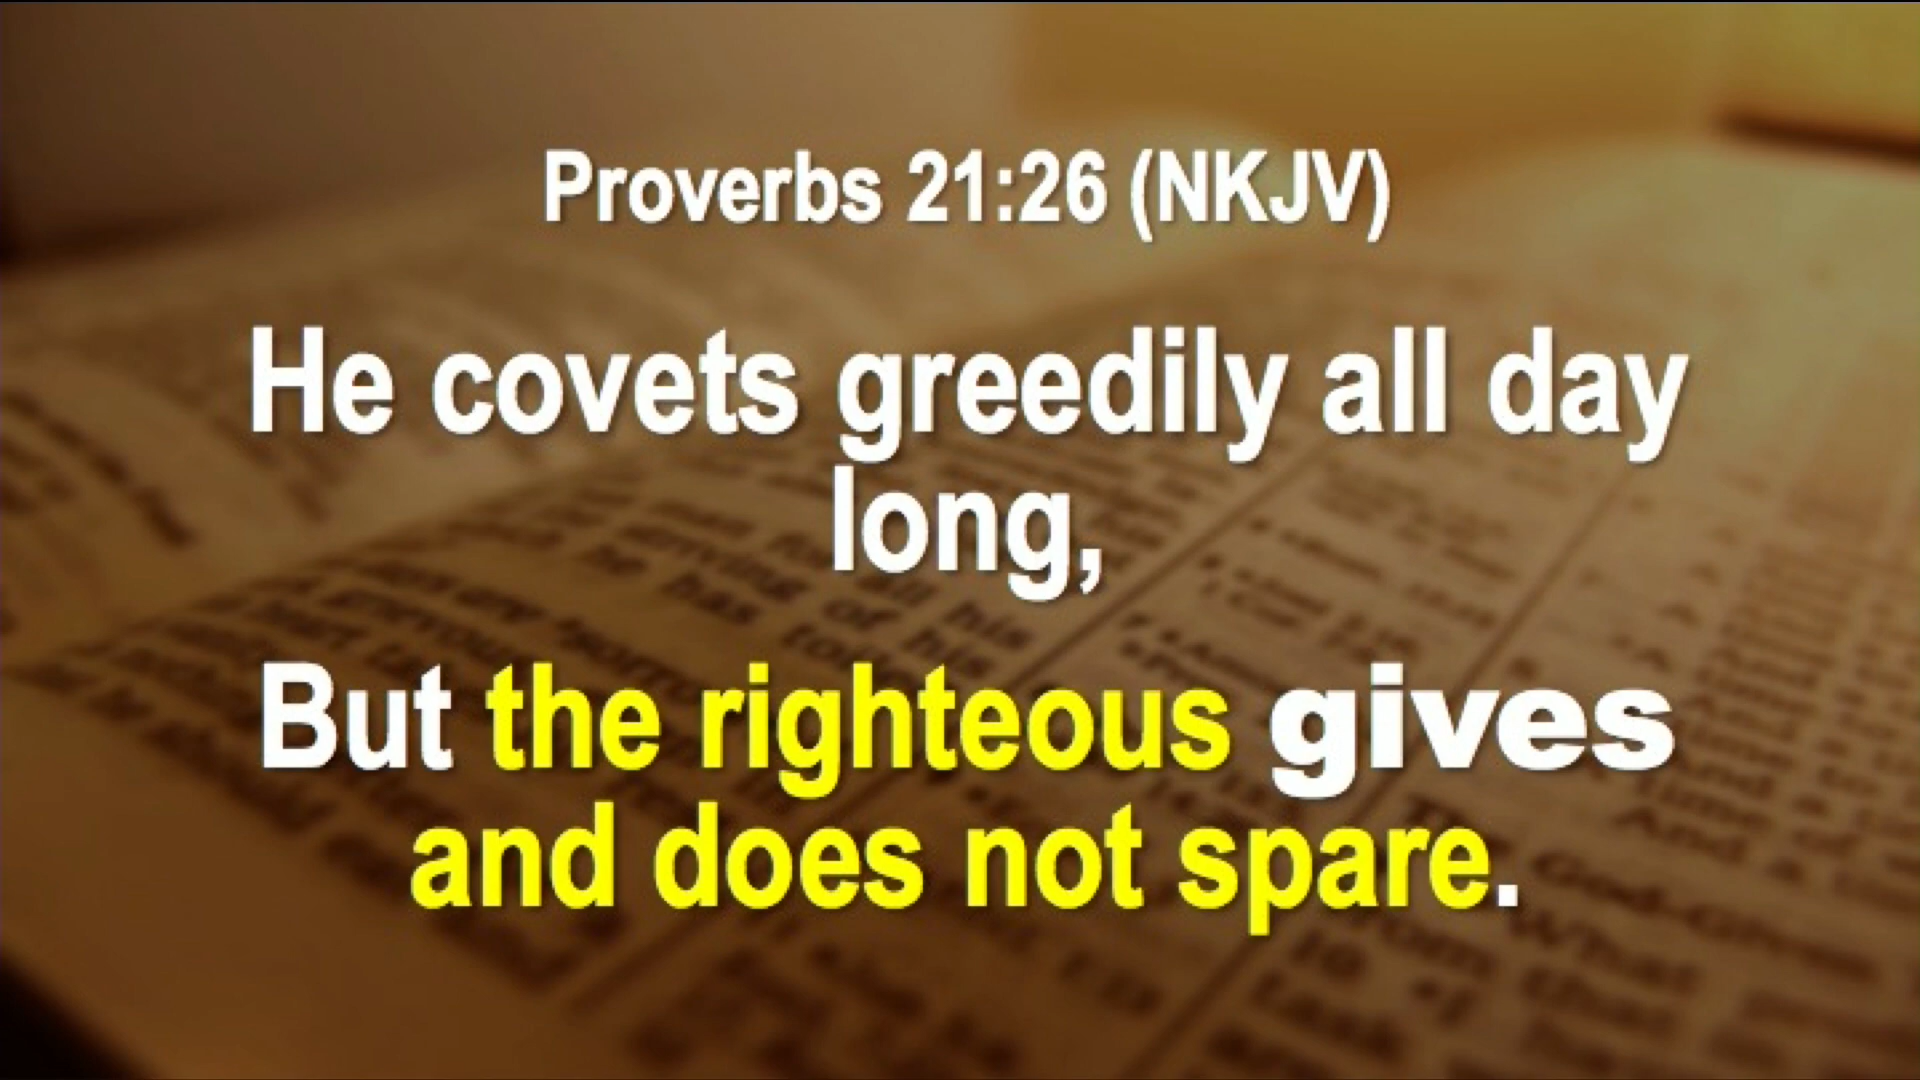 Proverbs 21:26 (NKJV)
He covets greedily all day
long,
But the righteous gives
and does not spare.